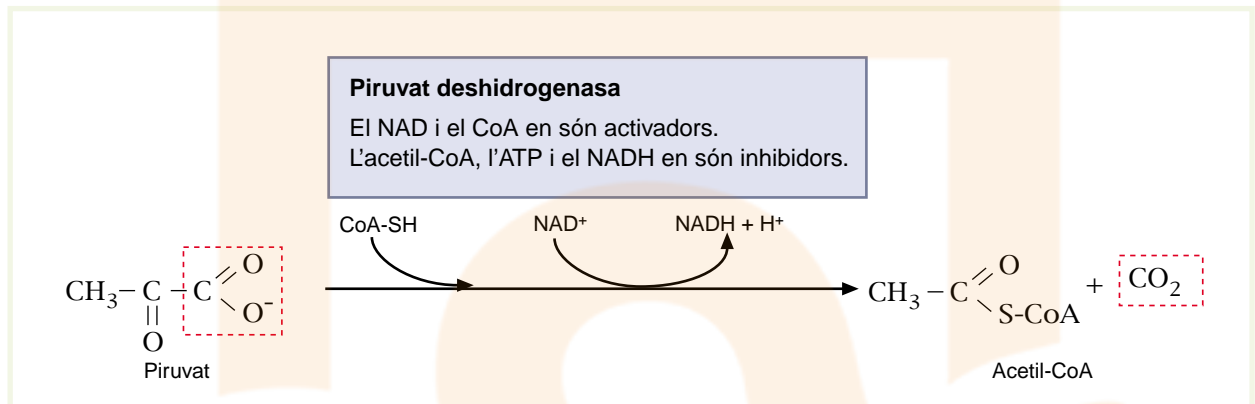 Piruvat deshidrogenasa
El NAD i el CoA en són activadors.
L'acetil-CoA, l'ATP i el NADH en són inhibidors.
CoA-SH NAD⁺ NADH + H⁺
O O
CH₃ – C – C CH₃ – C + CO₂
O⁻ S-CoA
O
Piruvat Acetil-CoA